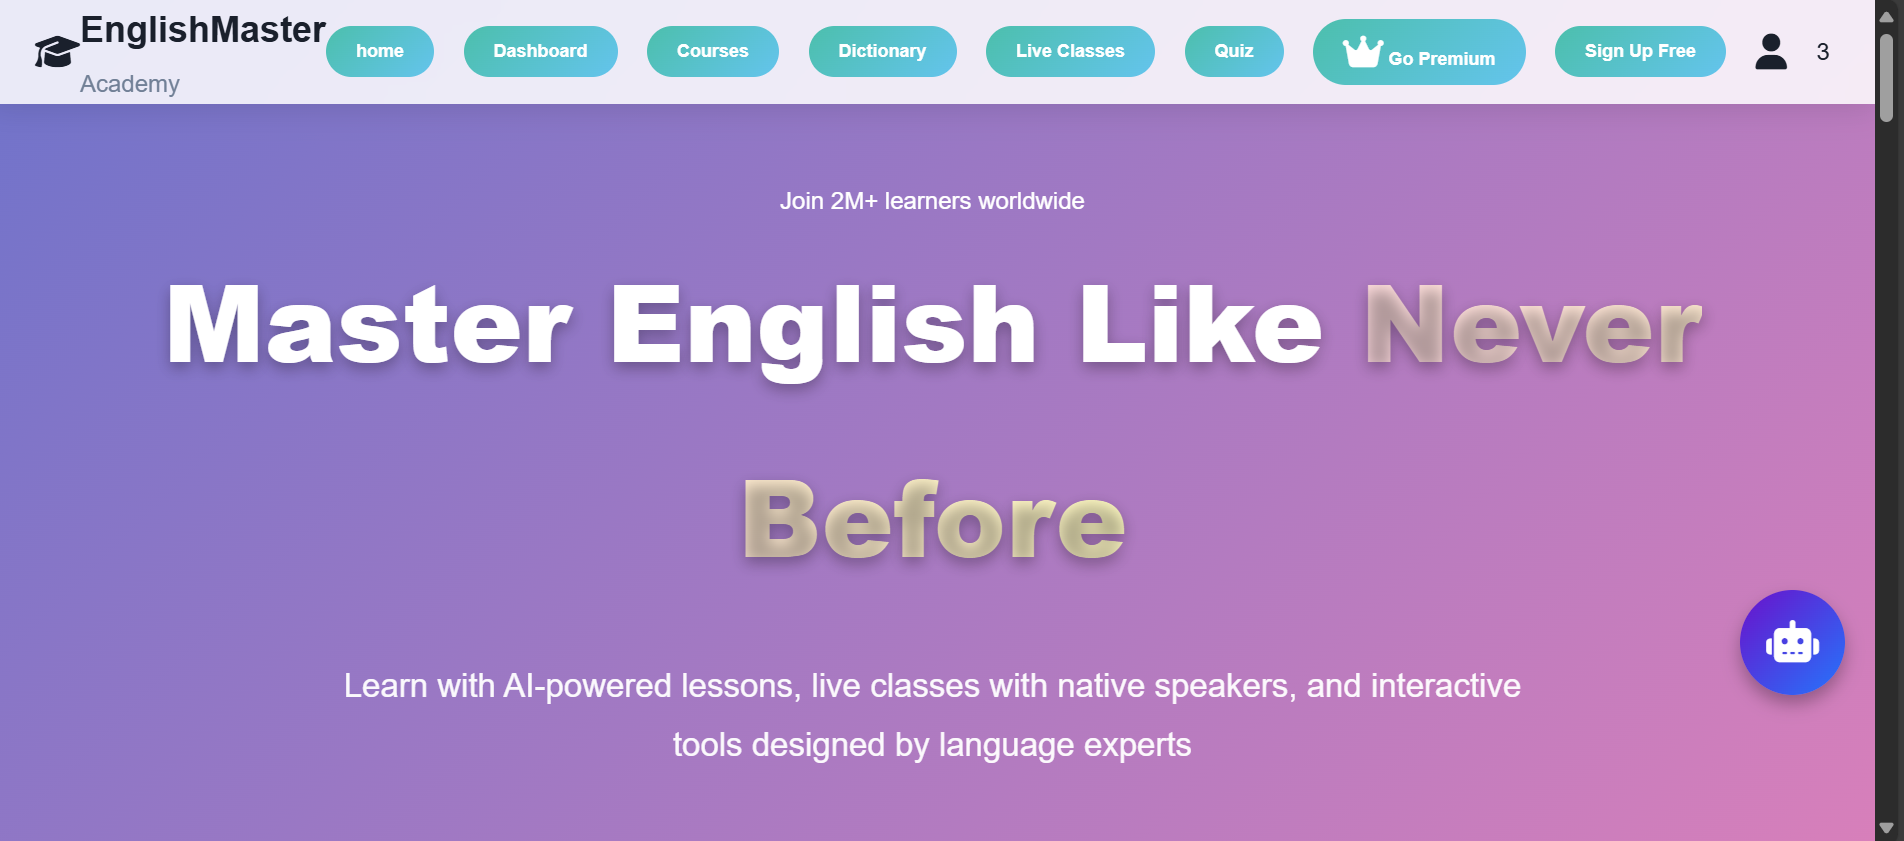 EnglishMaster
Academy
home
Dashboard
Courses
Dictionary
Live Classes
Quiz
Go Premium
Sign Up Free
3
Join 2M+ learners worldwide
Master English Like Never
Before
Learn with AI-powered lessons, live classes with native speakers, and interactive
tools designed by language experts